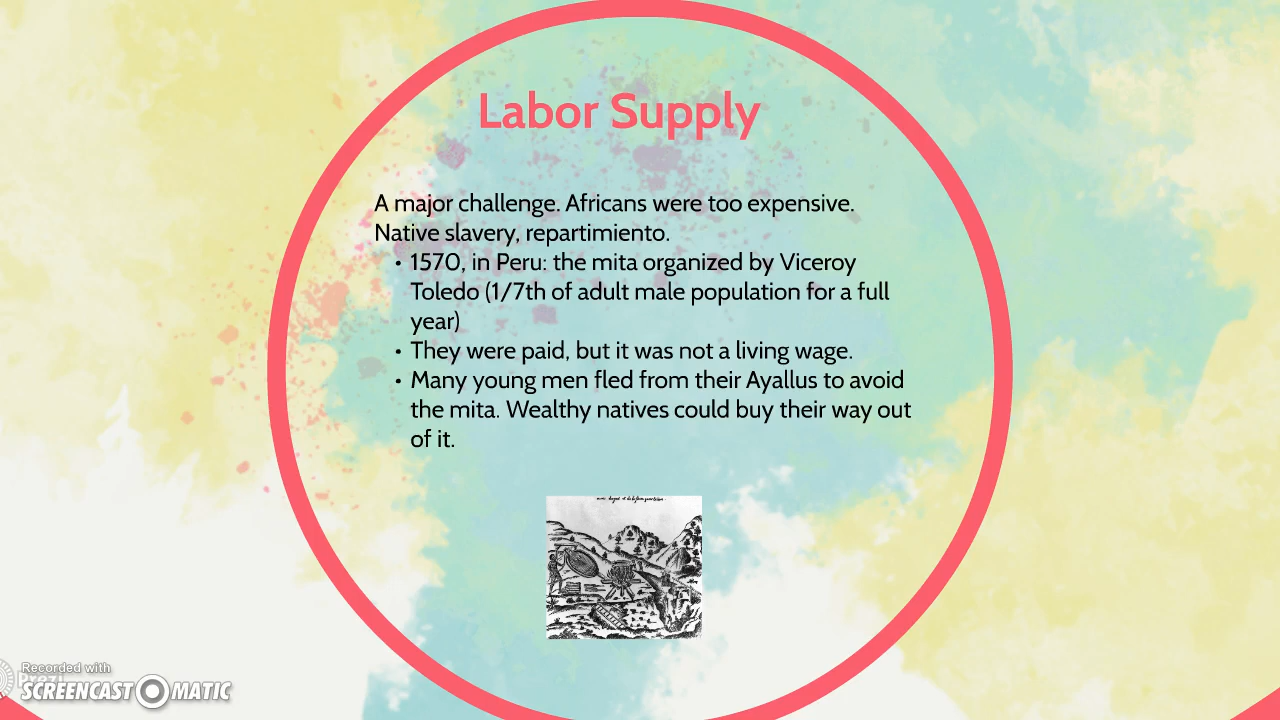 Labor Supply
A major challenge. Africans were too expensive.
Native slavery, repartimiento.
• 1570, in Peru: the mita organized by Viceroy
Toledo (1/7th of adult male population for a full
year)
• They were paid, but it was not a living wage.
• Many young men fled from their Ayallus to avoid
the mita. Wealthy natives could buy their way out
of it.
Recorded with
SCREENCAST MATIC